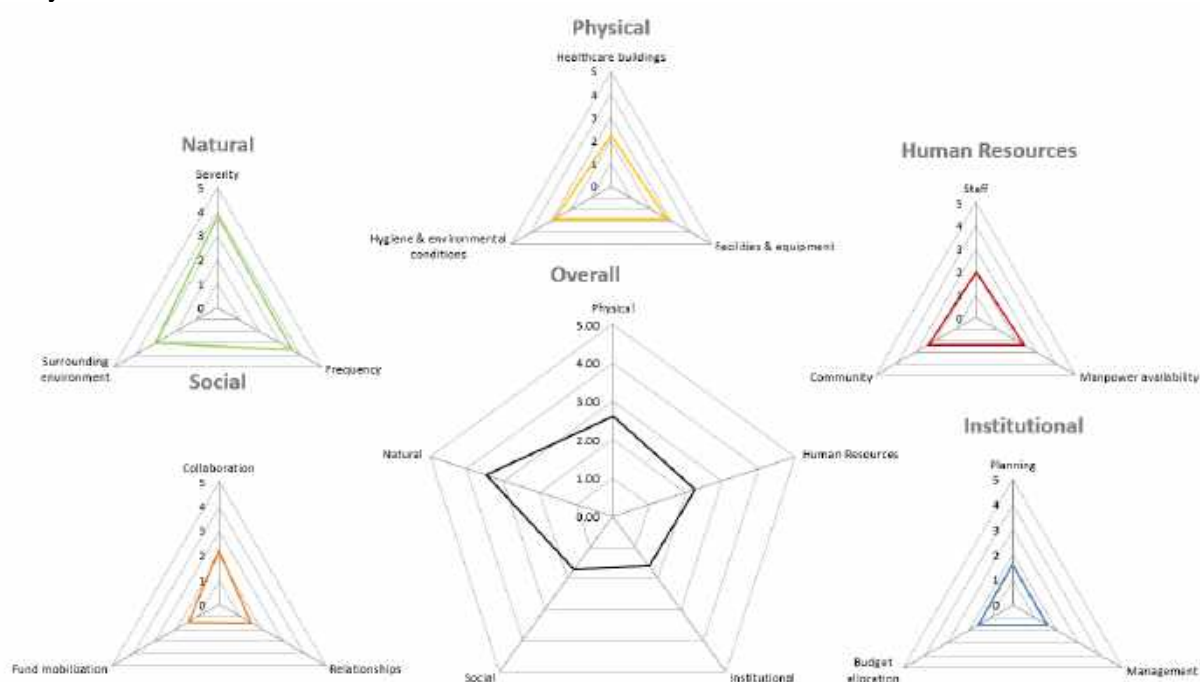 Physical
Healthcare buildings
5
4
3
2
1
0
Hygiene & environmental
conditions
Facilities & equipment
Natural
Severity
5
4
3
2
1
0
Surrounding
environment
Frequency
Human Resources
Staff
5
4
3
2
1
0
Community
Manpower availability
Overall
Physical
5.00
4.00
3.00
2.00
1.00
0.00
Natural
Human Resources
Social
Institutional
Social
Collaboration
5
4
3
2
1
0
Fund mobilization
Relationships
Institutional
Planning
5
4
3
2
1
0
Budget
allocation
Management